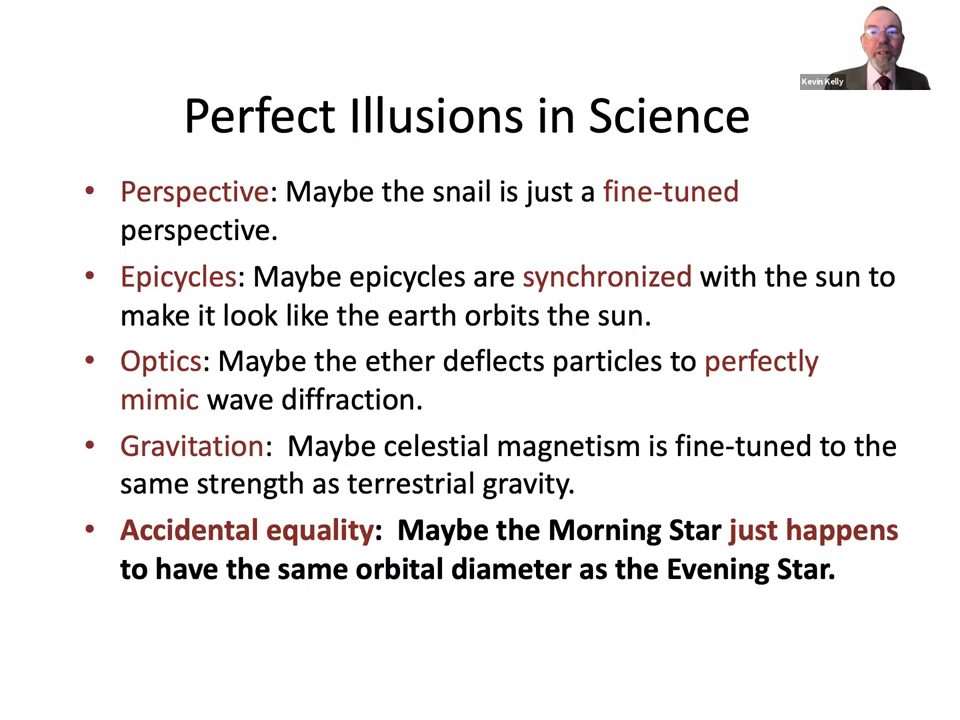 Kevin Kelly
Perfect Illusions in Science
• Perspective: Maybe the snail is just a fine-tuned
perspective.
• Epicycles: Maybe epicycles are synchronized with the sun to
make it look like the earth orbits the sun.
• Optics: Maybe the ether deflects particles to perfectly
mimic wave diffraction.
• Gravitation:  Maybe celestial magnetism is fine-tuned to the
same strength as terrestrial gravity.
• Accidental equality:  Maybe the Morning Star just happens
to have the same orbital diameter as the Evening Star.